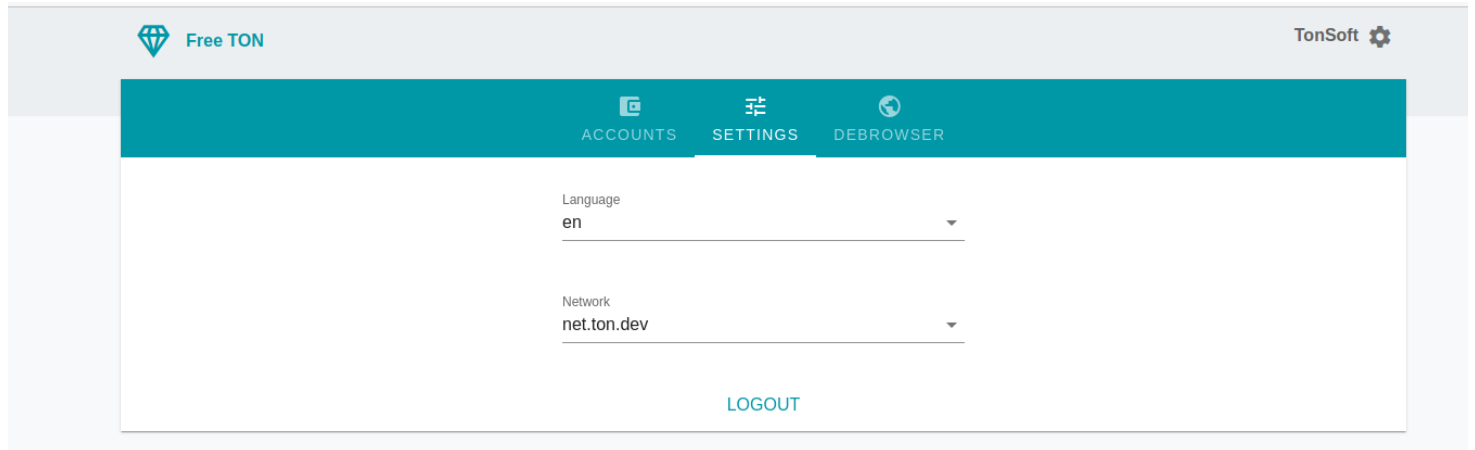 Free TON
TonSoft
ACCOUNTS SETTINGS DEBROWSER
Language
en
Network
net.ton.dev
LOGOUT